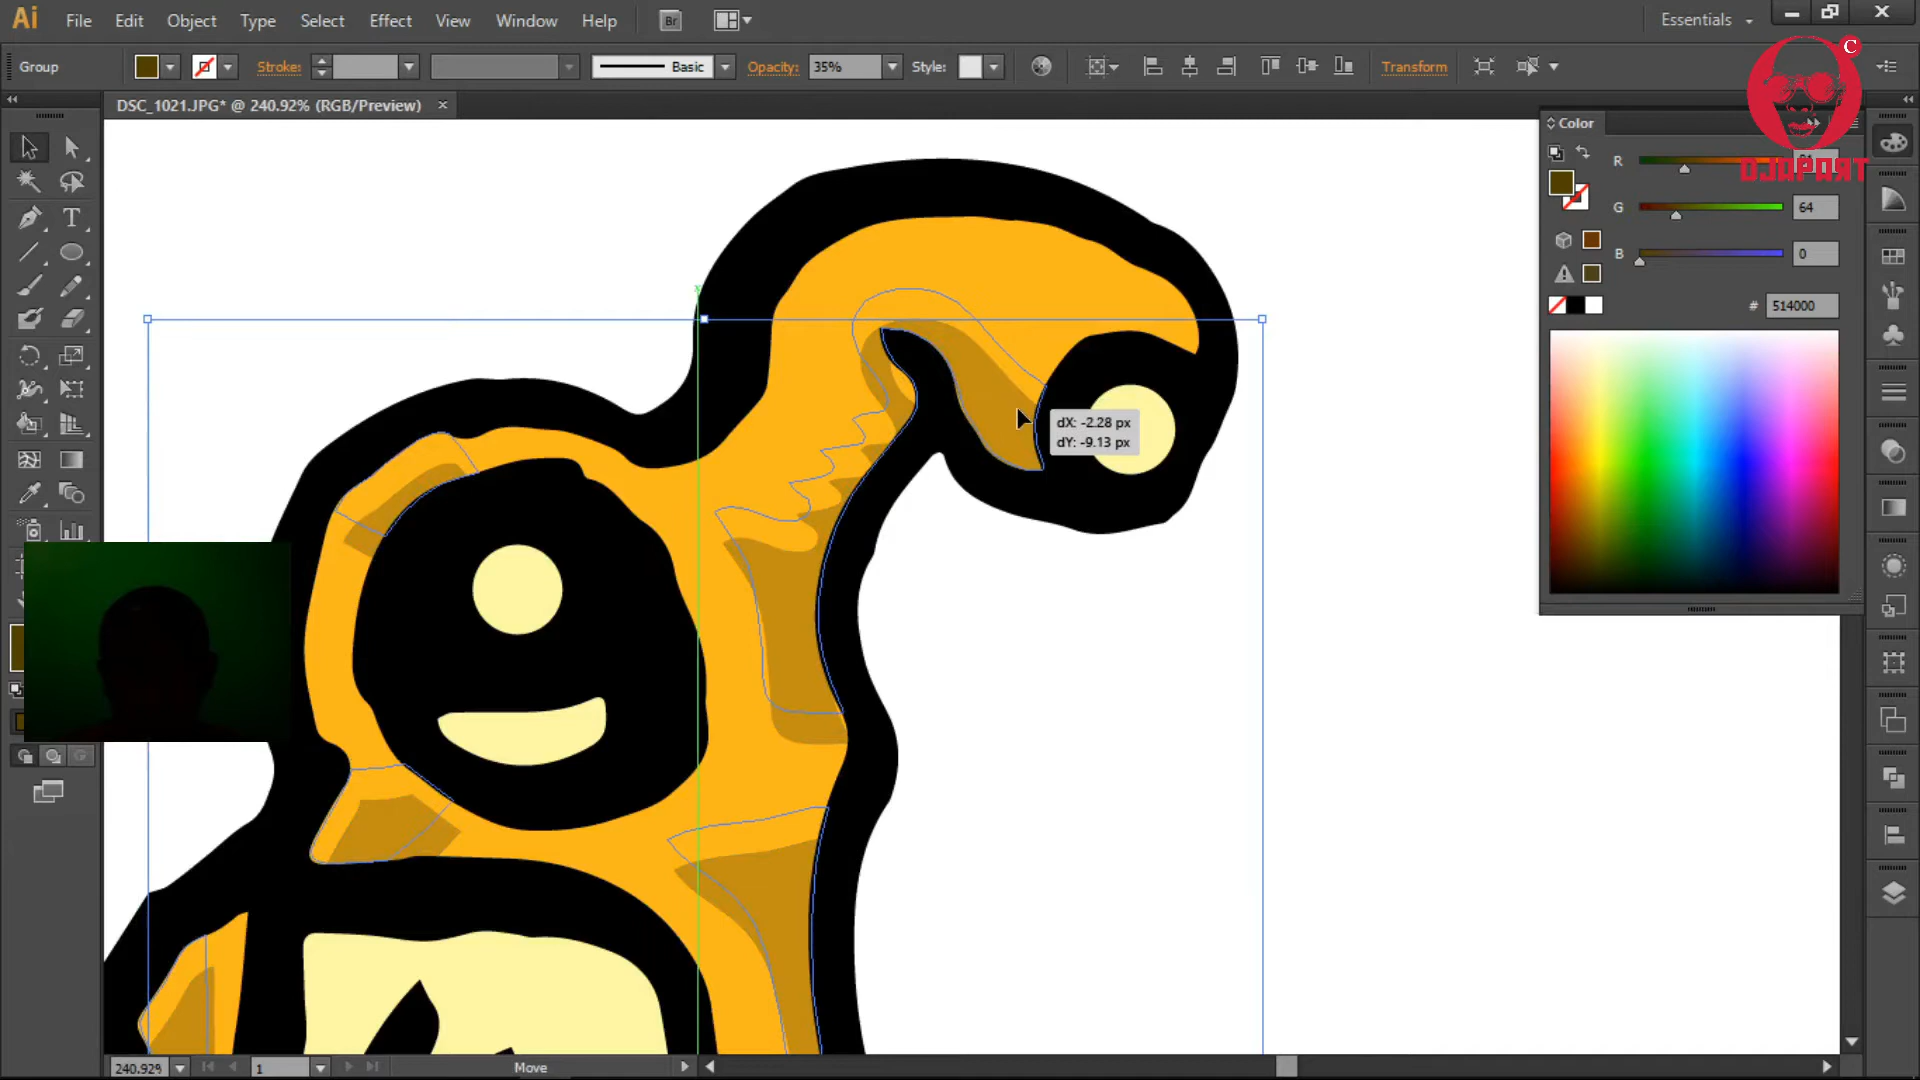 Ai File Edit Object Type Select Effect View Window Help Br Essentials
Group Stroke: Basic Opacity: 35% Style: Transform
C
DSC_1021.JPG* @ 240.92% (RGB/Preview) ×
Color
R
OJAPART
G 64
B 0
# 514000
dX: -2.28 px
dY: -9.13 px
240.92% 1 Move